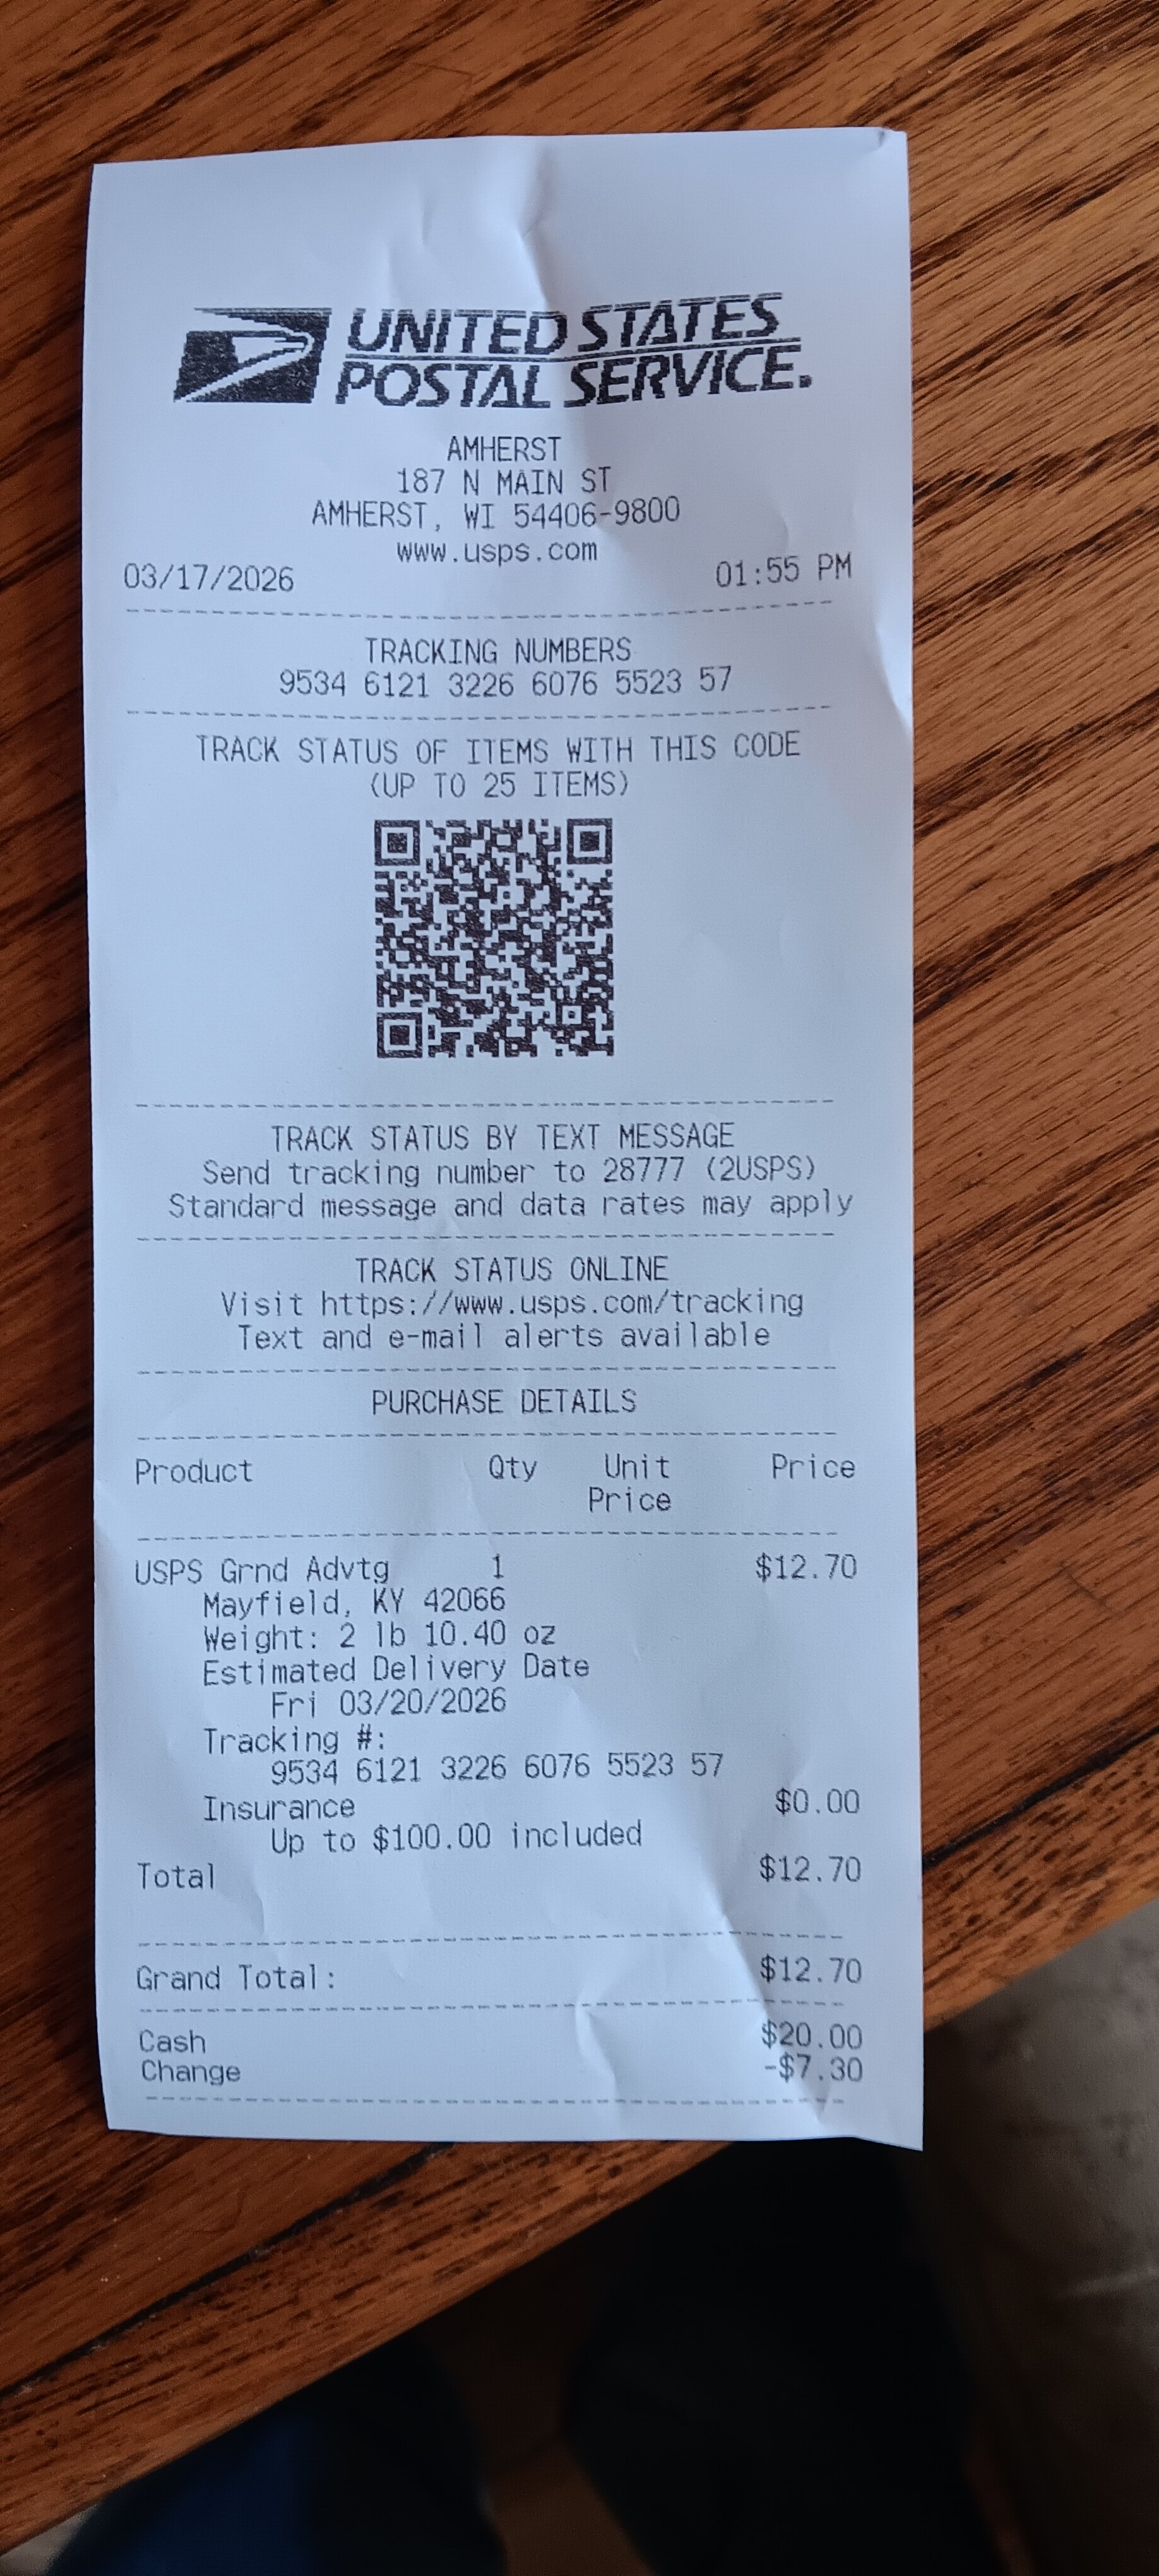 UNITED STATES
POSTAL SERVICE.
AMHERST
187 N MAIN ST
AMHERST, WI 54406-9800
www.usps.com
03/17/2026 01:55 PM
TRACKING NUMBERS
9534 6121 3226 6076 5523 57
TRACK STATUS OF ITEMS WITH THIS CODE
(UP TO 25 ITEMS)
TRACK STATUS BY TEXT MESSAGE
Send tracking number to 28777 (2USPS)
Standard message and data rates may apply
TRACK STATUS ONLINE
Visit https://www.usps.com/tracking
Text and e-mail alerts available
PURCHASE DETAILS
Product Qty Unit Price
Price
USPS Grnd Advtg 1 $12.70
Mayfield, KY 42066
Weight: 2 lb 10.40 oz
Estimated Delivery Date
Fri 03/20/2026
Tracking #:
9534 6121 3226 6076 5523 57
Insurance $0.00
Up to $100.00 included
Total $12.70
Grand Total: $12.70
Cash $20.00
Change -$7.30